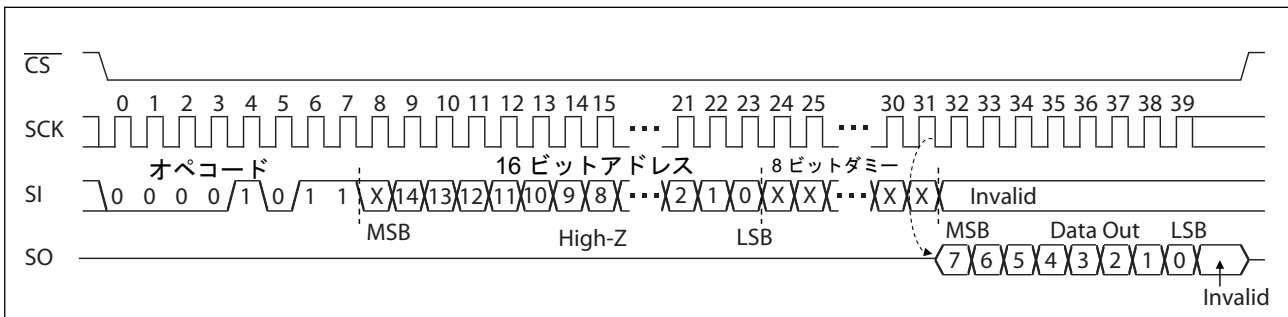 CS
0 1 2 3 4 5 6 7 8 9 10 11 12 13 14 15 21 22 23 24 25 30 31 32 33 34 35 36 37 38 39
SCK
オペコード 16 ビットアドレス 8 ビットダミー
SI 0 0 0 0 1 0 1 1 X 14 13 12 11 10 9 8 2 1 0 X X X X Invalid
MSB High-Z LSB MSB Data Out LSB
SO 7 6 5 4 3 2 1 0
Invalid